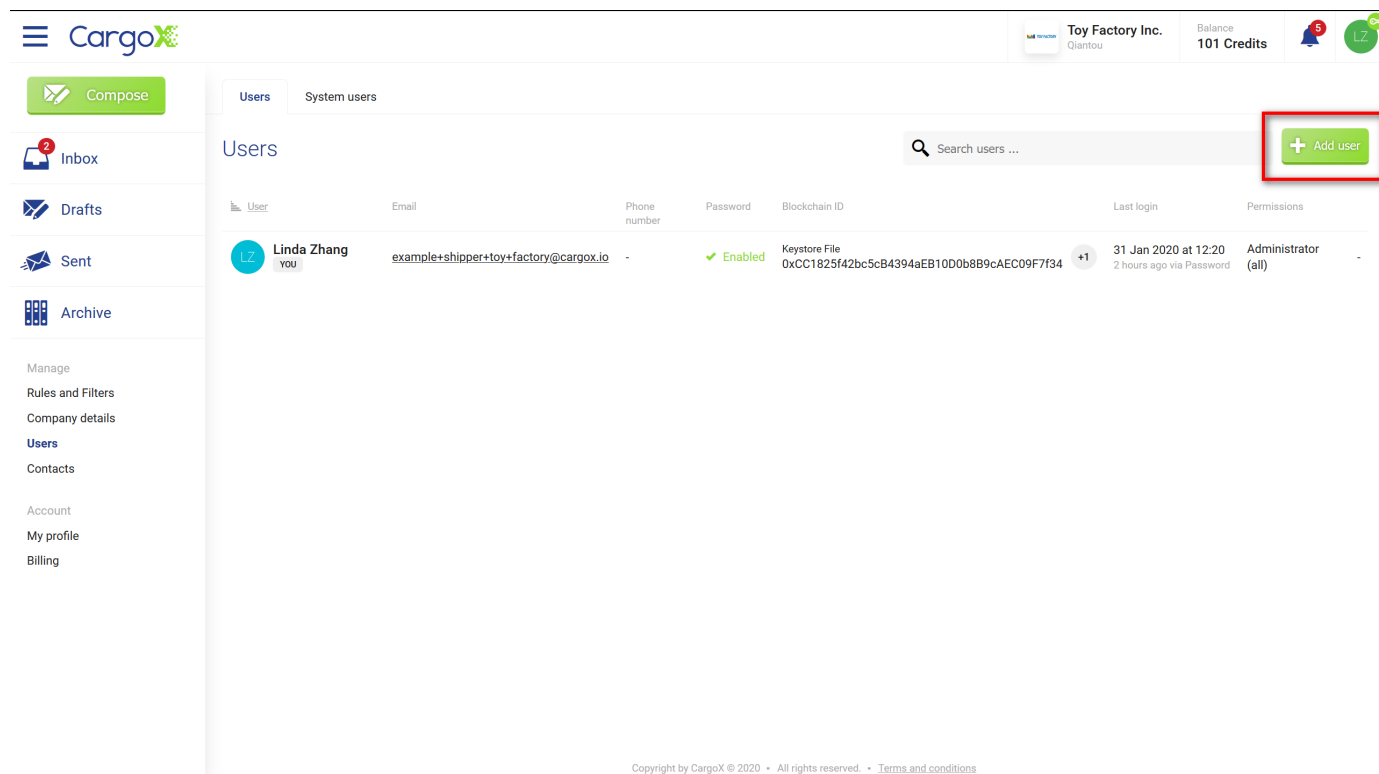 CargoX
Toy Factory Inc.
Qiantou
Balance
101 Credits
5
LZ
Compose
2
Inbox
Drafts
Sent
Archive
Manage
Rules and Filters
Company details
Users
Contacts
Account
My profile
Billing
Users System users
Users
Search users ...
Add user
User Email Phone number Password Blockchain ID Last login Permissions
LZ
Linda Zhang
YOU
example+shipper+toy+factory@cargox.io
-
Enabled
Keystore File
0xCC1825f42bc5cB4394aEB10D0b8B9cAEC09F7f34
+1
31 Jan 2020 at 12:20
2 hours ago via Password
Administrator
(all)
-
Copyright by CargoX © 2020 • All rights reserved. • Terms and conditions